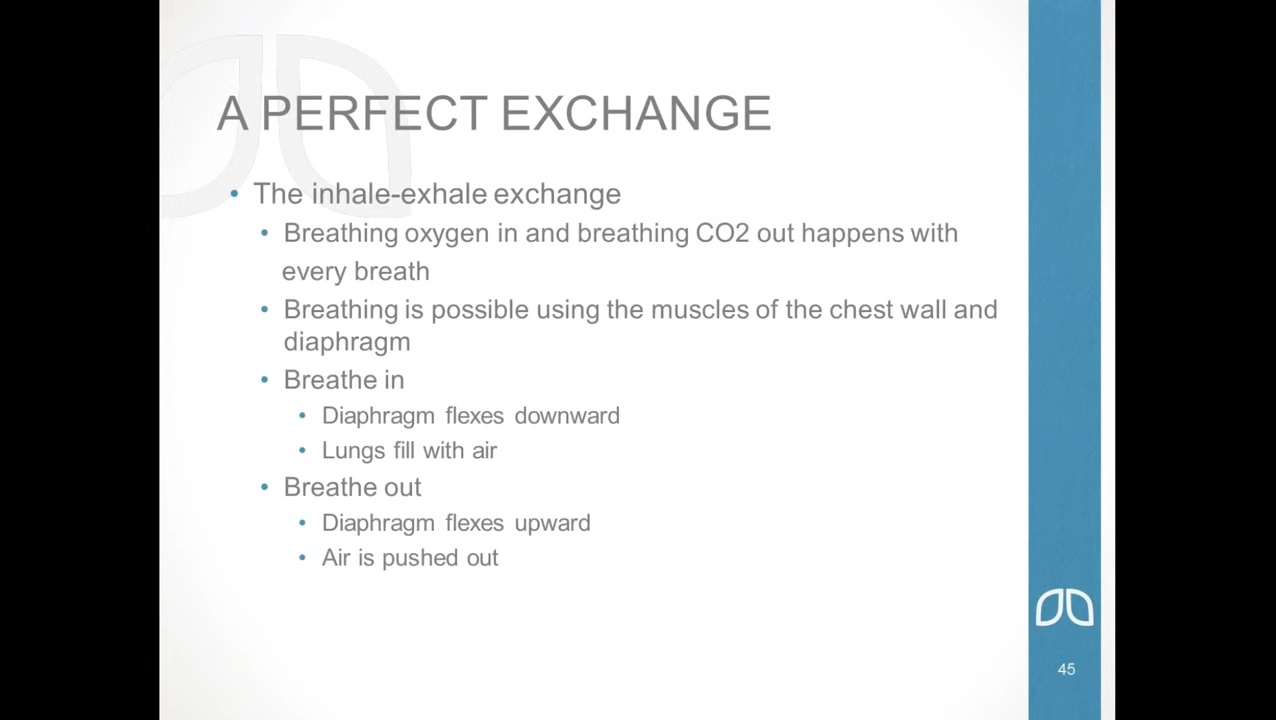 A PERFECT EXCHANGE
• The inhale-exhale exchange
• Breathing oxygen in and breathing CO2 out happens with
every breath
• Breathing is possible using the muscles of the chest wall and
diaphragm
• Breathe in
• Diaphragm flexes downward
• Lungs fill with air
• Breathe out
• Diaphragm flexes upward
• Air is pushed out
45